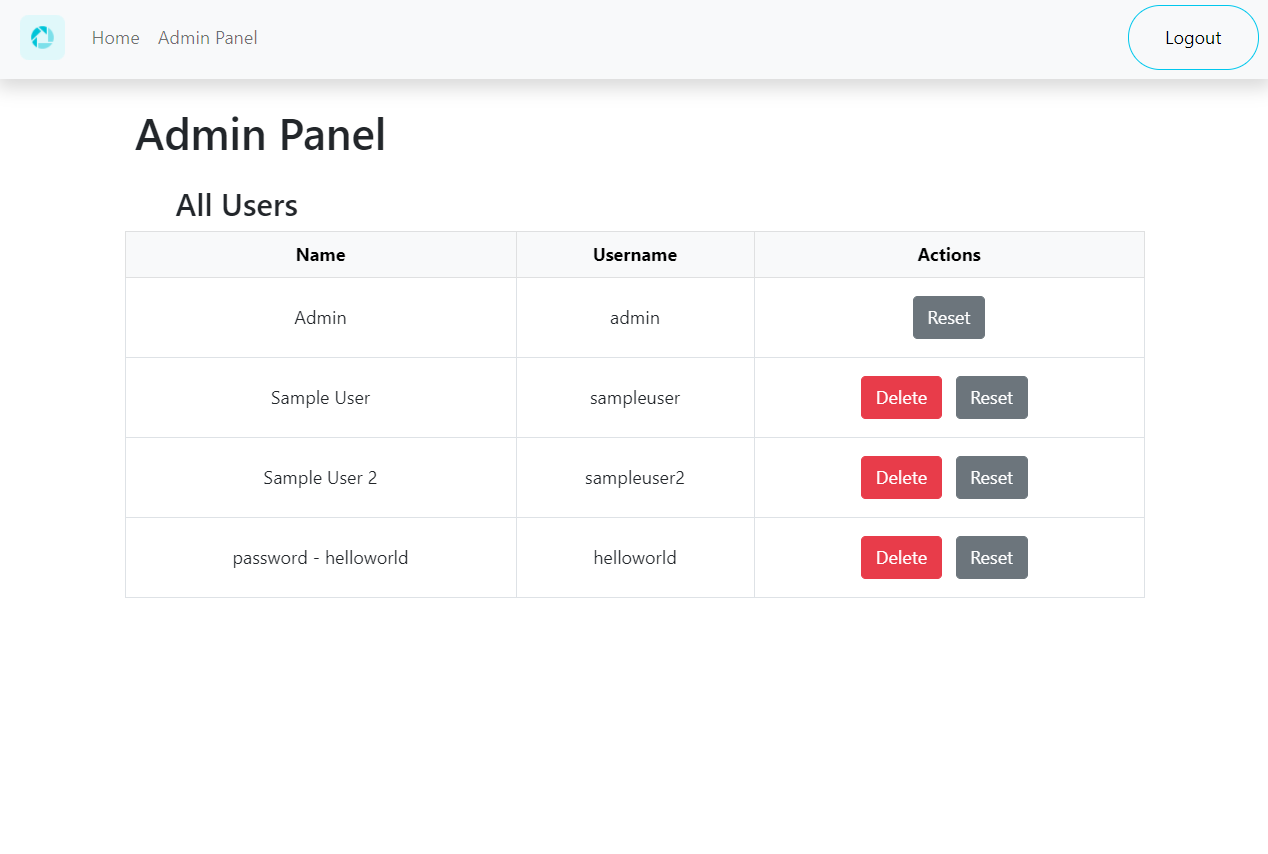 Home Admin Panel Logout
Admin Panel
All Users
Name Username Actions
Admin admin Reset
Sample User sampleuser Delete Reset
Sample User 2 sampleuser2 Delete Reset
password - helloworld helloworld Delete Reset